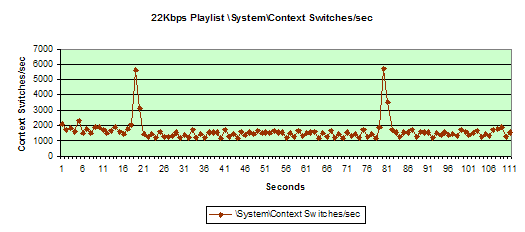 22Kbps Playlist \System\Context Switches/sec
Context Switches/sec
7000
6000
5000
4000
3000
2000
1000
0
1 6 11 16 21 26 31 36 41 46 51 56 61 66 71 76 81 86 91 96 101 106 111
Seconds
\System\Context Switches/sec